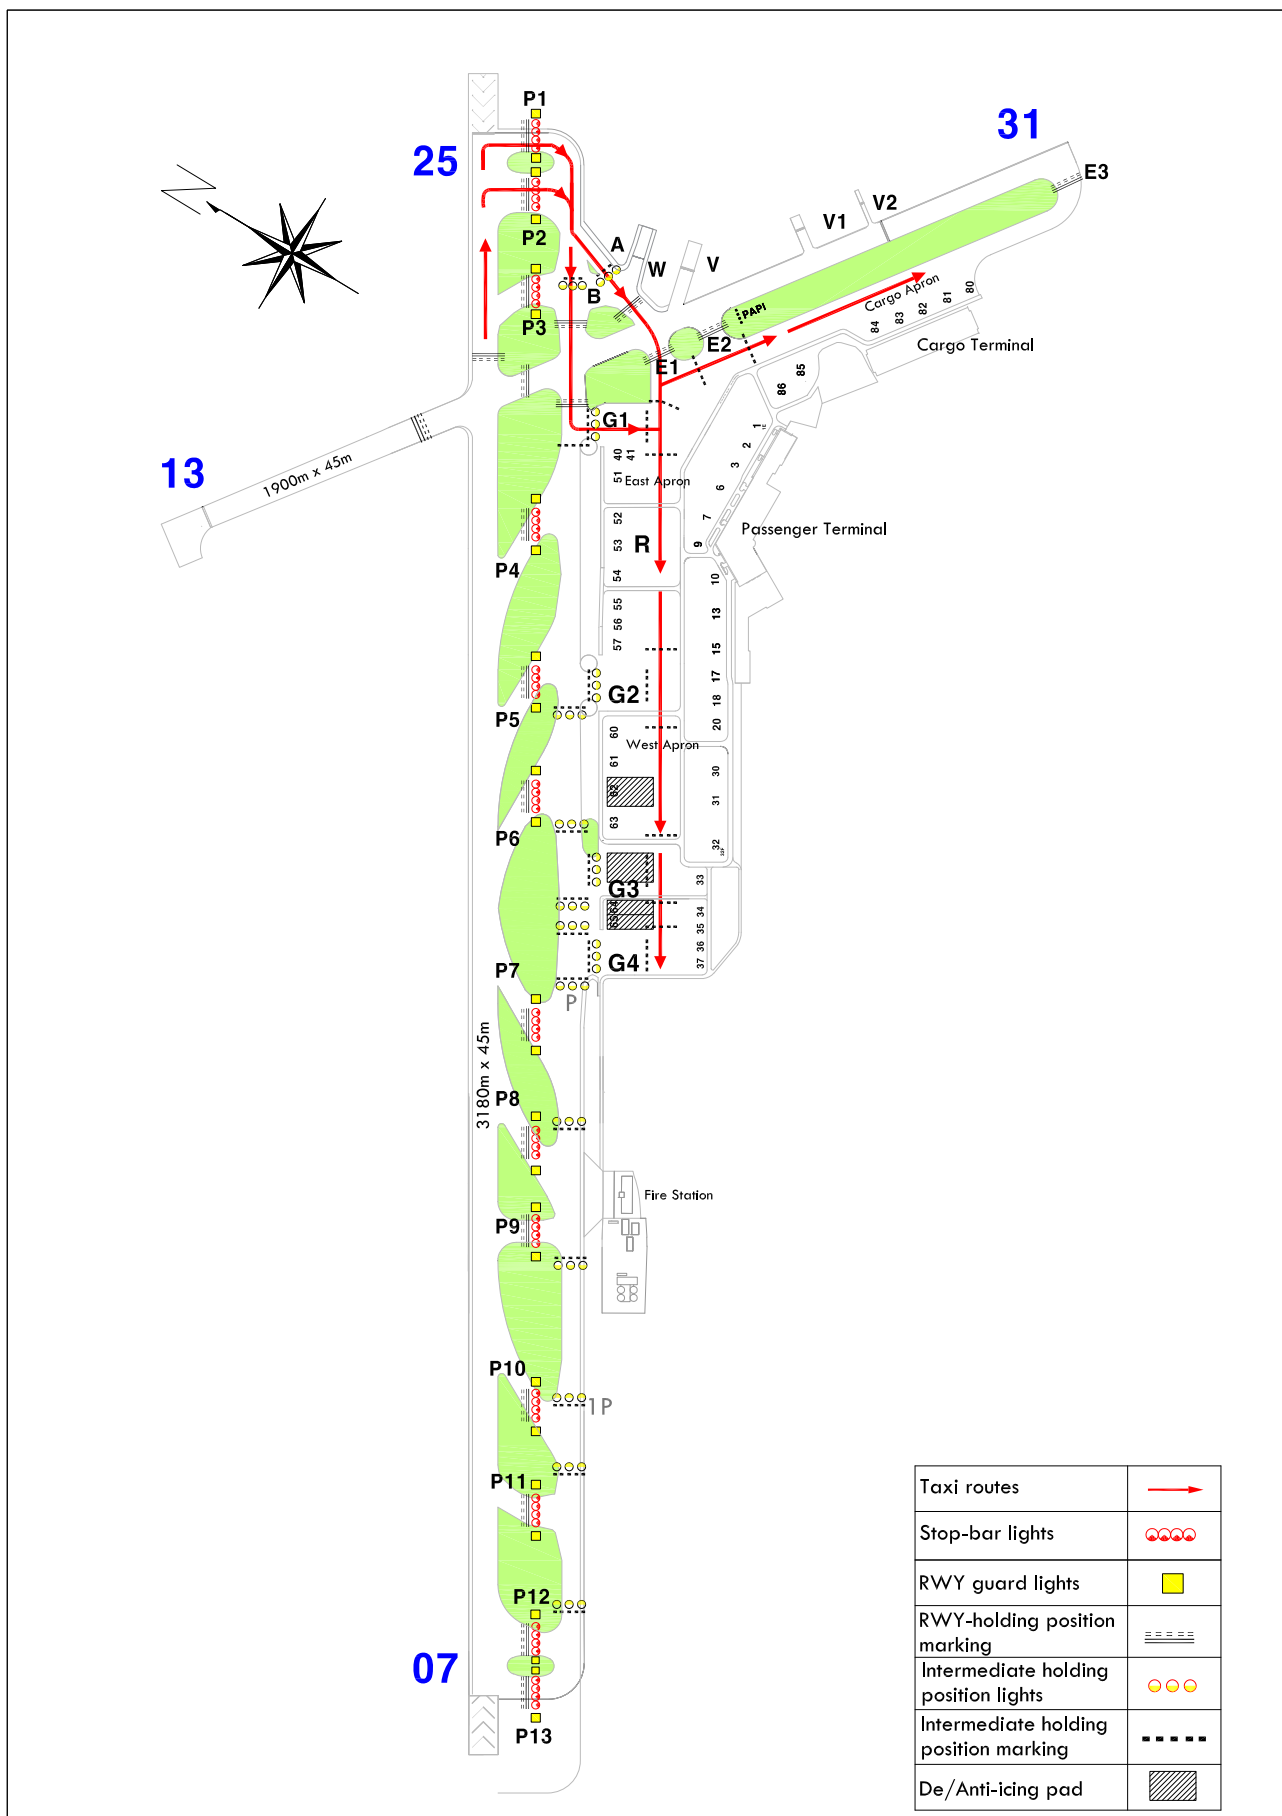 P1
31
25
E3
V2
V1
P2
A
V
W
B
PAPI
Cargo Apron
80
81
82
83
84
P3
E2
Cargo Terminal
E1
85
86
G1
1
2
3
6
7
9
40
41
51
East Apron
13
1900m x 45m
52
53
54
R
Passenger Terminal
P4
10
13
15
17
18
20
55
56
57
G2
P5
60
West Apron
61
62
63
30
31
32
P6
33
G3
64
65
34
35
36
37
G4
P7
P
3180m x 45m
P8
Fire Station
P9
P10
1P
P11
P12
07
P13
Taxi routes
Stop-bar lights
RWY guard lights
RWY-holding position
marking
Intermediate holding
position lights
Intermediate holding
position marking
De/Anti-icing pad